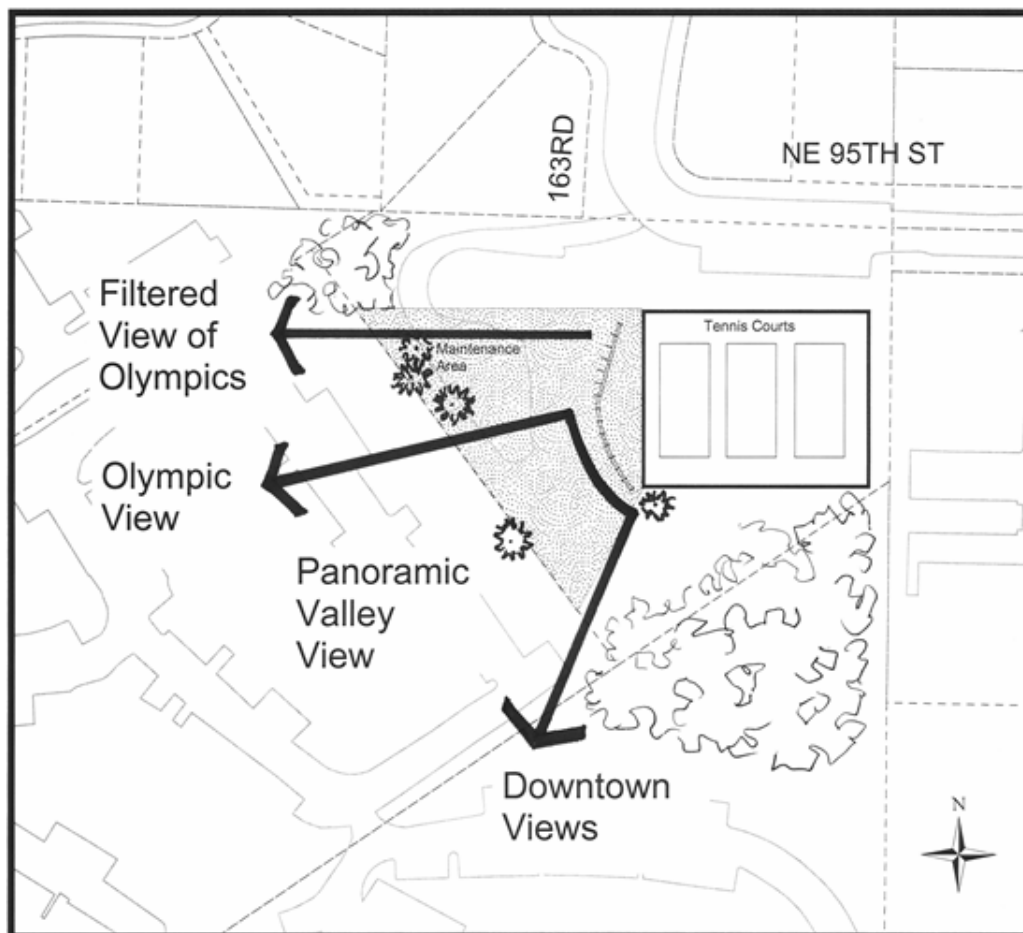 163RD
NE 95TH ST
Filtered
View of
Olympics
Tennis Courts
Maintenance
Area
Olympic
View
Panoramic
Valley
View
Downtown
Views
N